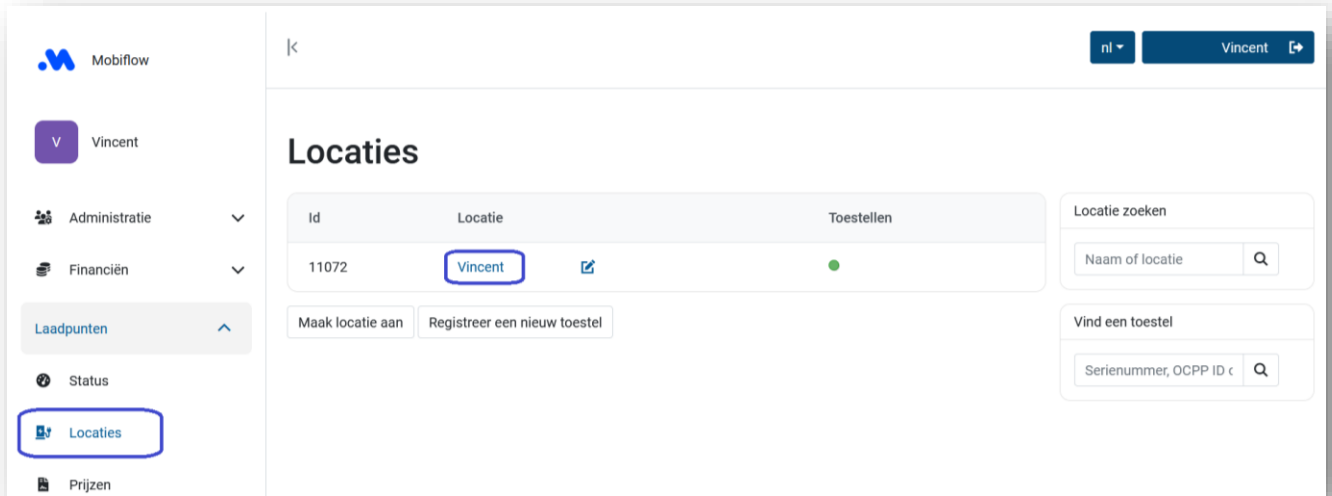 Mobiflow
nl
Vincent
V
Vincent
Administratie
Financiën
Laadpunten
Status
Locaties
Prijzen
Locaties
Id Locatie Toestellen
11072 Vincent
Maak locatie aan Registreer een nieuw toestel
Locatie zoeken
Naam of locatie
Vind een toestel
Serienummer, OCPP ID